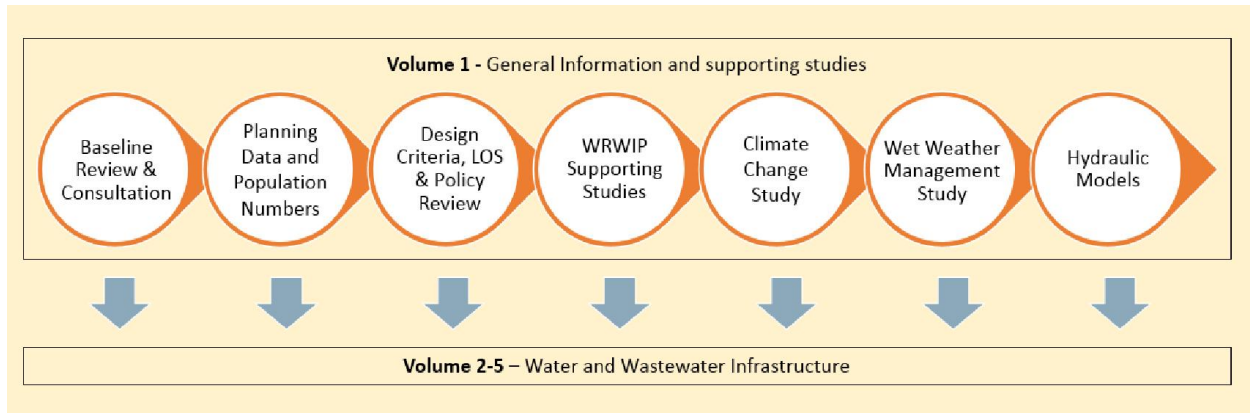 Volume 1 - General Information and supporting studies
Baseline
Review &
Consultation
Planning
Data and
Population
Numbers
Design
Criteria, LOS
& Policy
Review
WRWIP
Supporting
Studies
Climate
Change
Study
Wet Weather
Management
Study
Hydraulic
Models
Volume 2-5 – Water and Wastewater Infrastructure